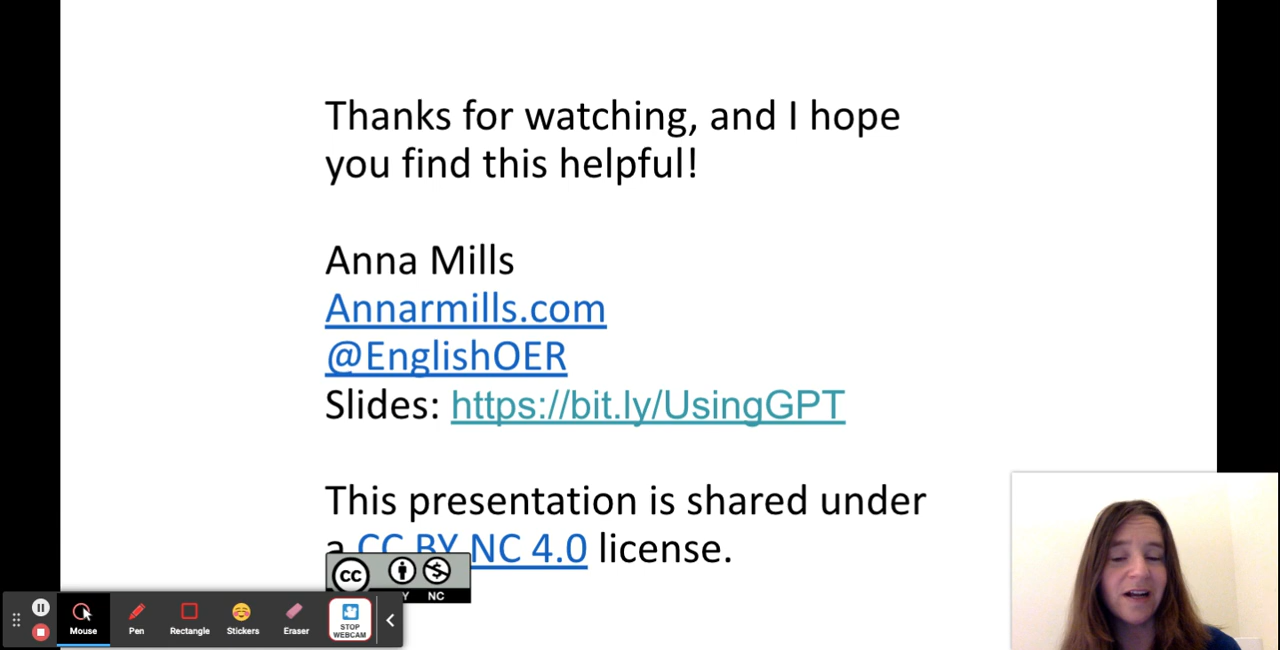 Thanks for watching, and I hope
you find this helpful!
Anna Mills
Annarmills.com
@EnglishOER
Slides: https://bit.ly/UsingGPT
This presentation is shared under
a CC BY NC 4.0 license.
cc
Y NC
Mouse
Pen
Rectangle
Stickers
Eraser
STOP
WEBCAM